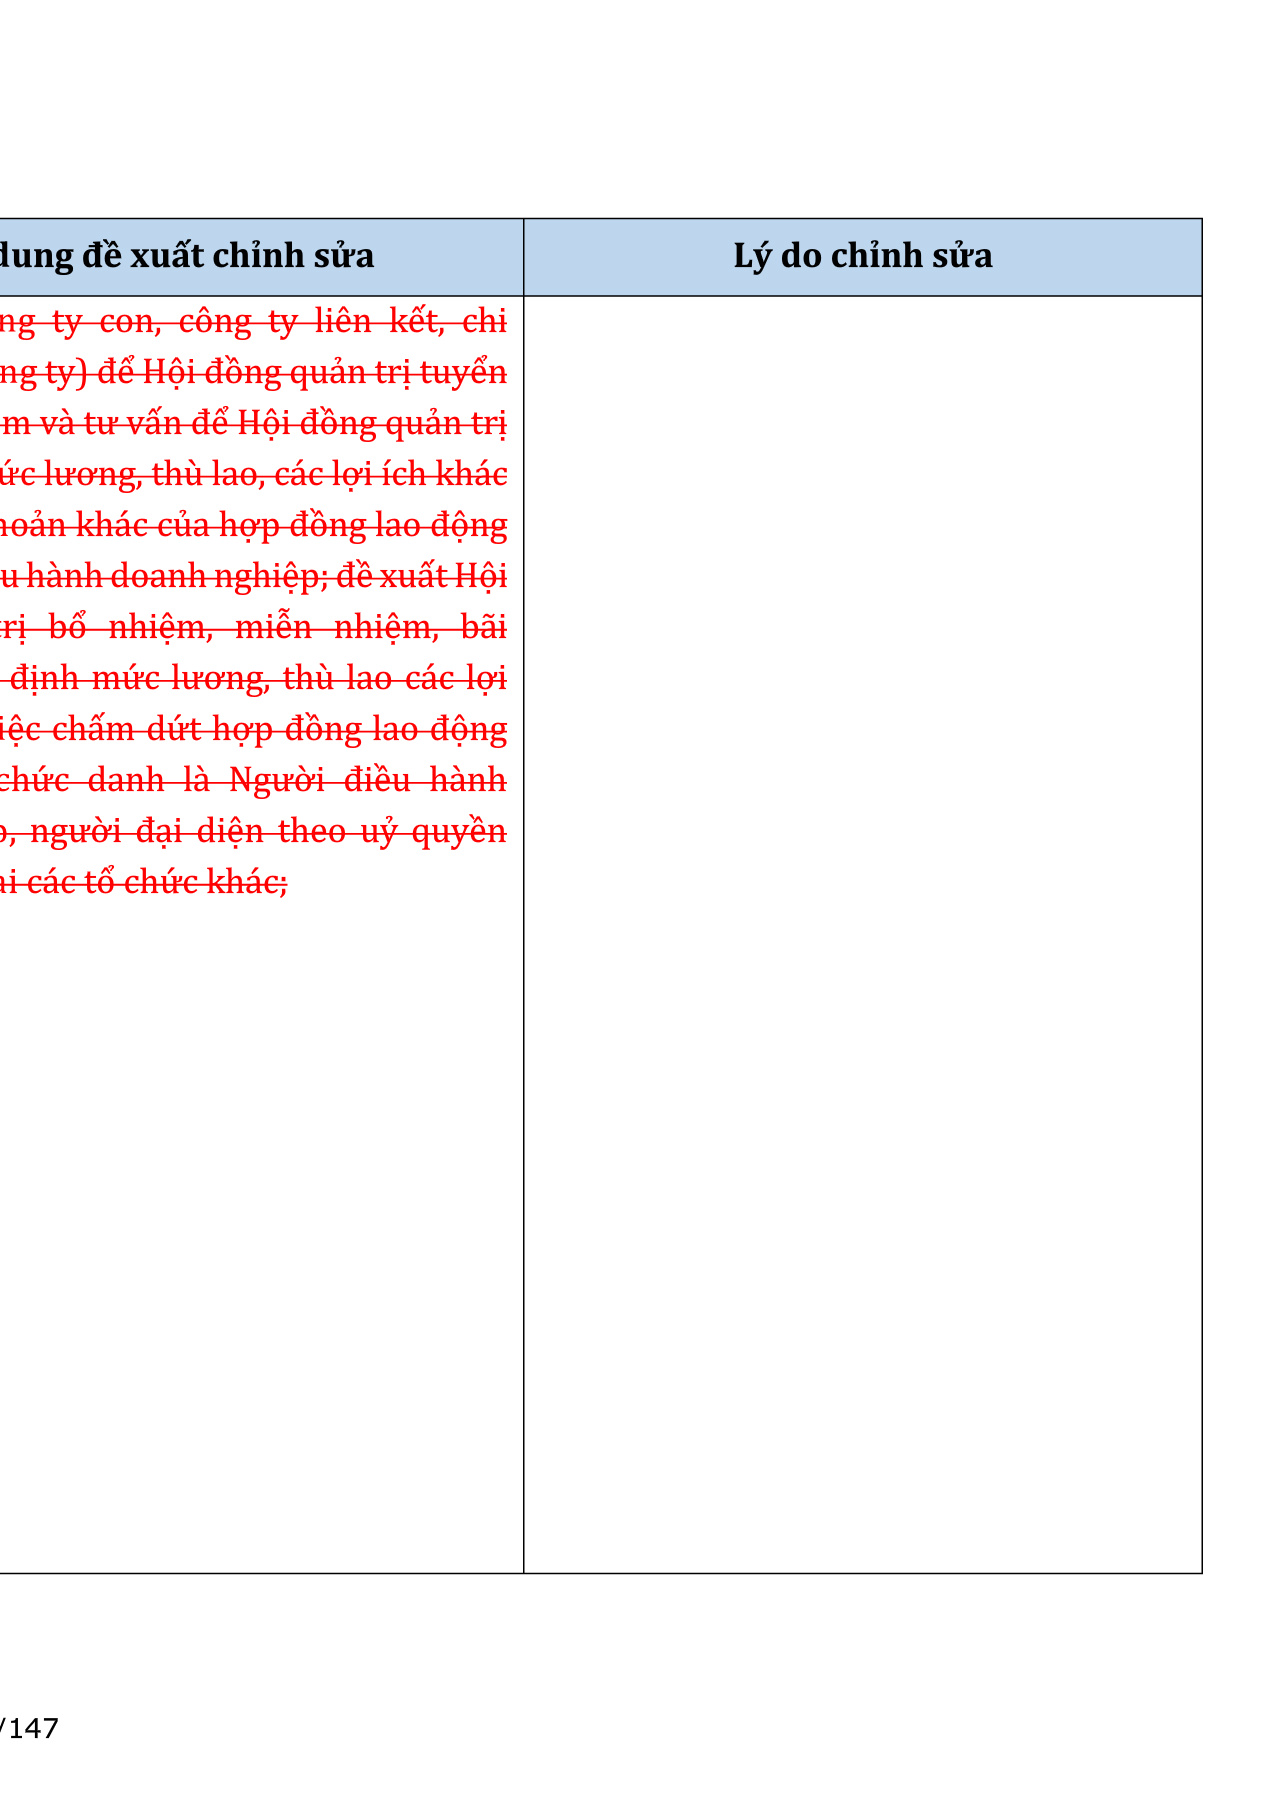 dung đề xuất chỉnh sửa
Lý do chỉnh sửa
ng ty con, công ty liên kết, chi
ng ty) để Hội đồng quản trị tuyển
m và tư vấn để Hội đồng quản trị
ức lương, thù lao, các lợi ích khác
hoản khác của hợp đồng lao động
u hành doanh nghiệp; đề xuất Hội
trị bổ nhiệm, miễn nhiệm, bãi
định mức lương, thù lao các lợi
iệc chấm dứt hợp đồng lao động
chức danh là Người điều hành
p, người đại diện theo uỷ quyền
ại các tổ chức khác;
/147